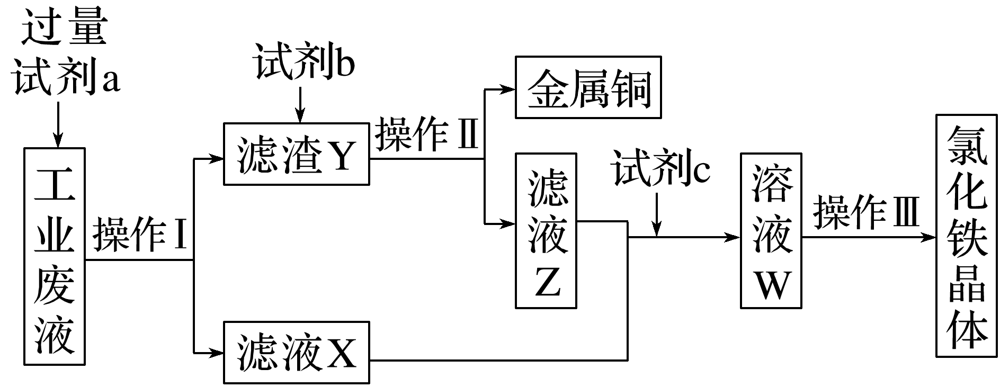 过量
试剂a
工业废液
操作Ⅰ
试剂b
滤渣Y
滤液X
操作Ⅱ
金属铜
滤液Z
试剂c
溶液W
操作Ⅲ
氯化铁晶体